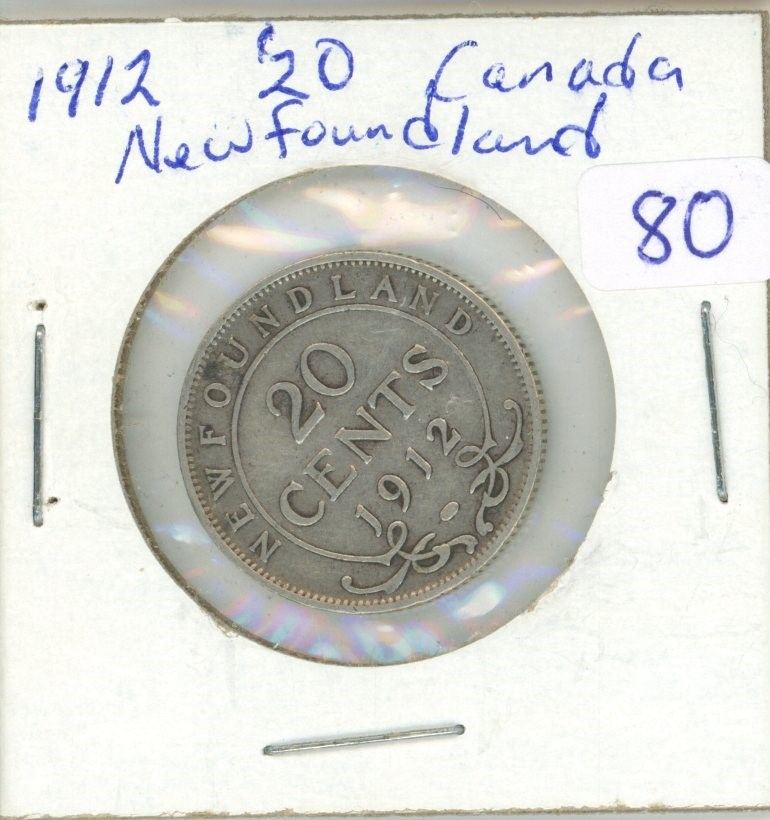 1912 20 Canada
Newfoundland
80
NEWFOUNDLAND
20
CENTS
1912